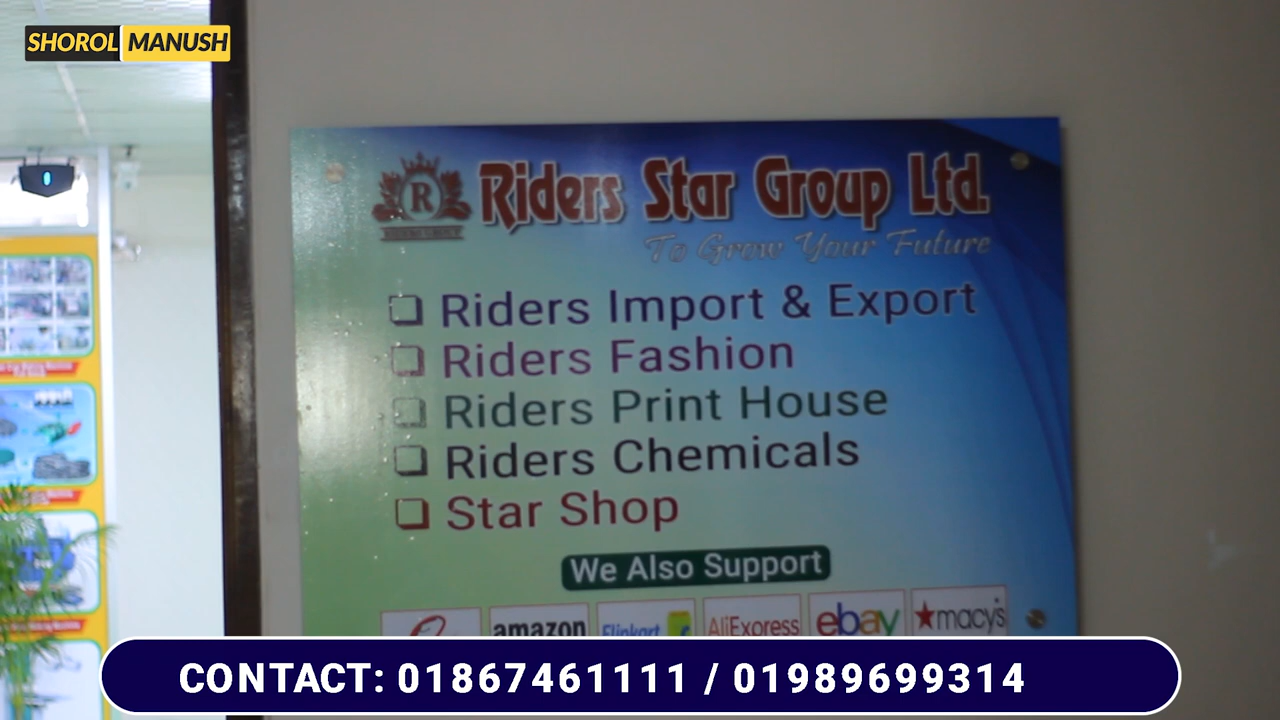 SHOROL MANUSH
R
Riders Star Group Ltd.
To Grow Your Future
Riders Import & Export
Riders Fashion
Riders Print House
Riders Chemicals
Star Shop
We Also Support
amazon Flipkart AliExpress ebay macy's
CONTACT: 01867461111 / 01989699314